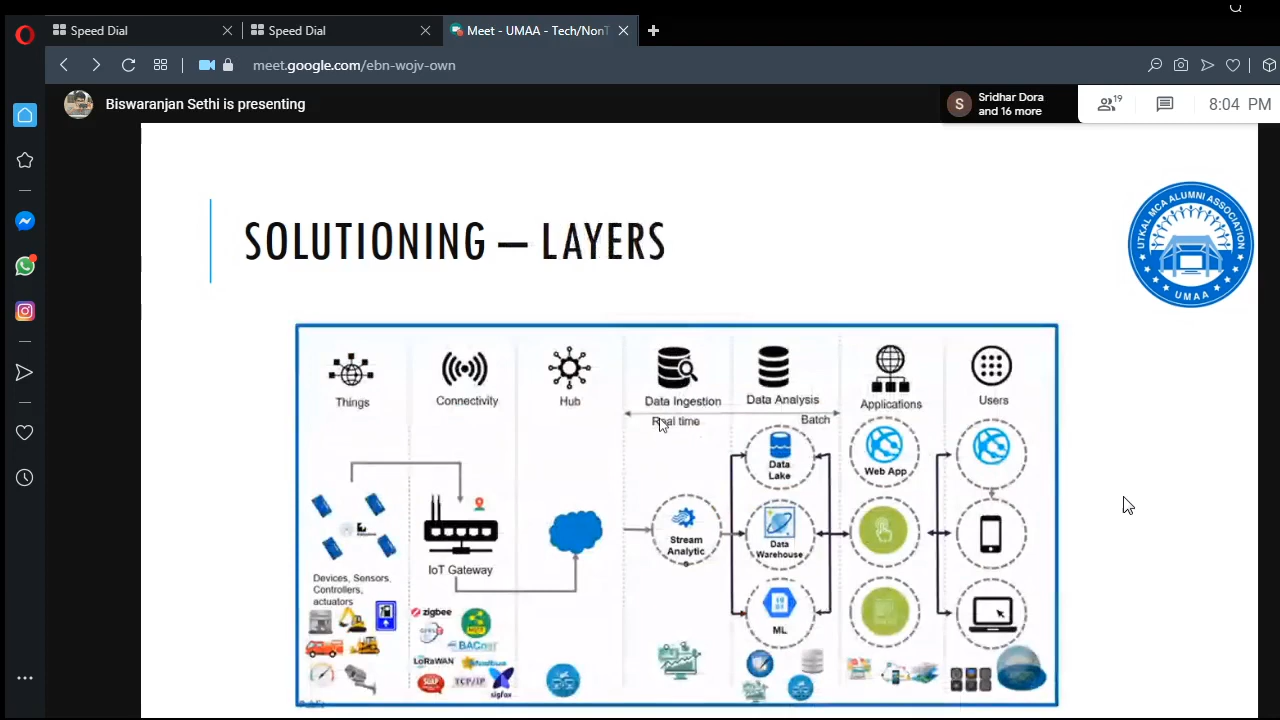 Speed Dial
Speed Dial
Meet - UMAA - Tech/NonT
meet.google.com/ebn-wojv-own
Biswaranjan Sethi is presenting
S
Sridhar Dora
and 16 more
19
8:04 PM
SOLUTIONING – LAYERS
UTKAL MCA ALUMNI ASSOCIATION
UMAA
Things
Connectivity
Hub
Data Ingestion
Data Analysis
Applications
Users
Real time
Batch
Data
Lake
Web App
Stream
Analytic
Data
Warehouse
IoT Gateway
Devices, Sensors,
Controllers,
actuators
ML
zigbee
BACnet
LoRaWAN
Modbus
SOAP
TCP/IP
sigfox
Public